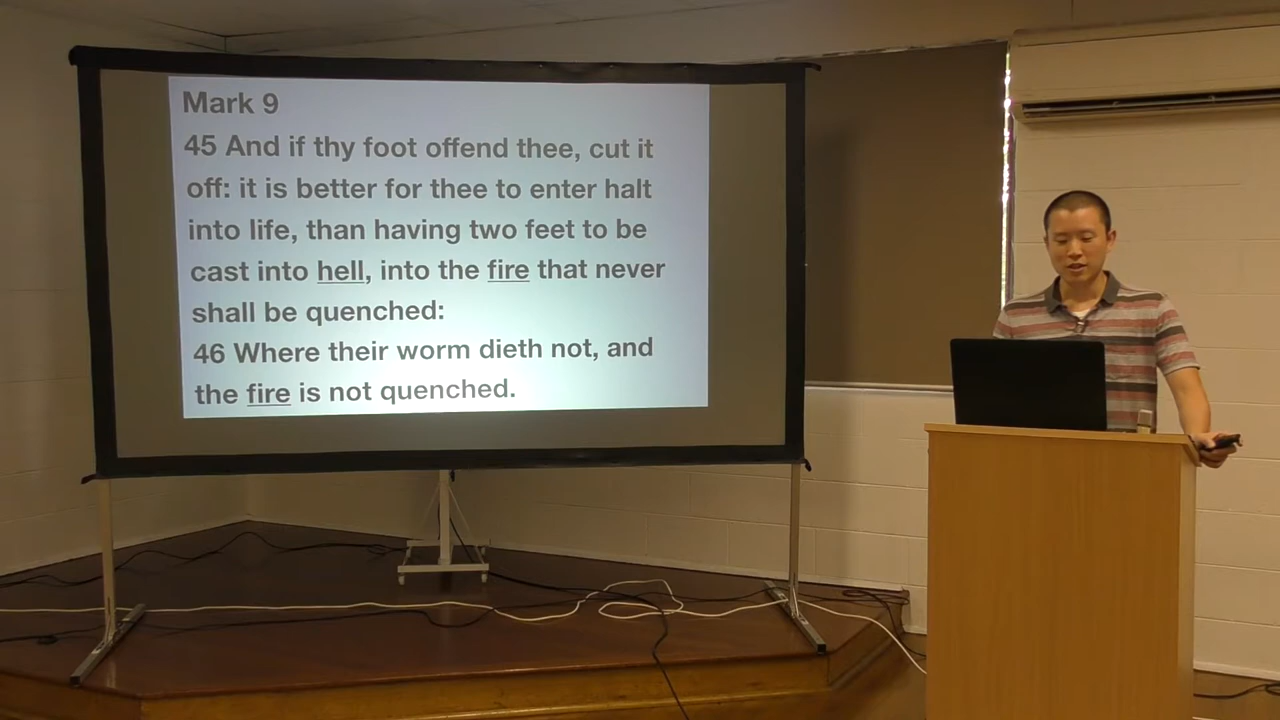 Mark 9
45 And if thy foot offend thee, cut it
off: it is better for thee to enter halt
into life, than having two feet to be
cast into hell, into the fire that never
shall be quenched:
46 Where their worm dieth not, and
the fire is not quenched.